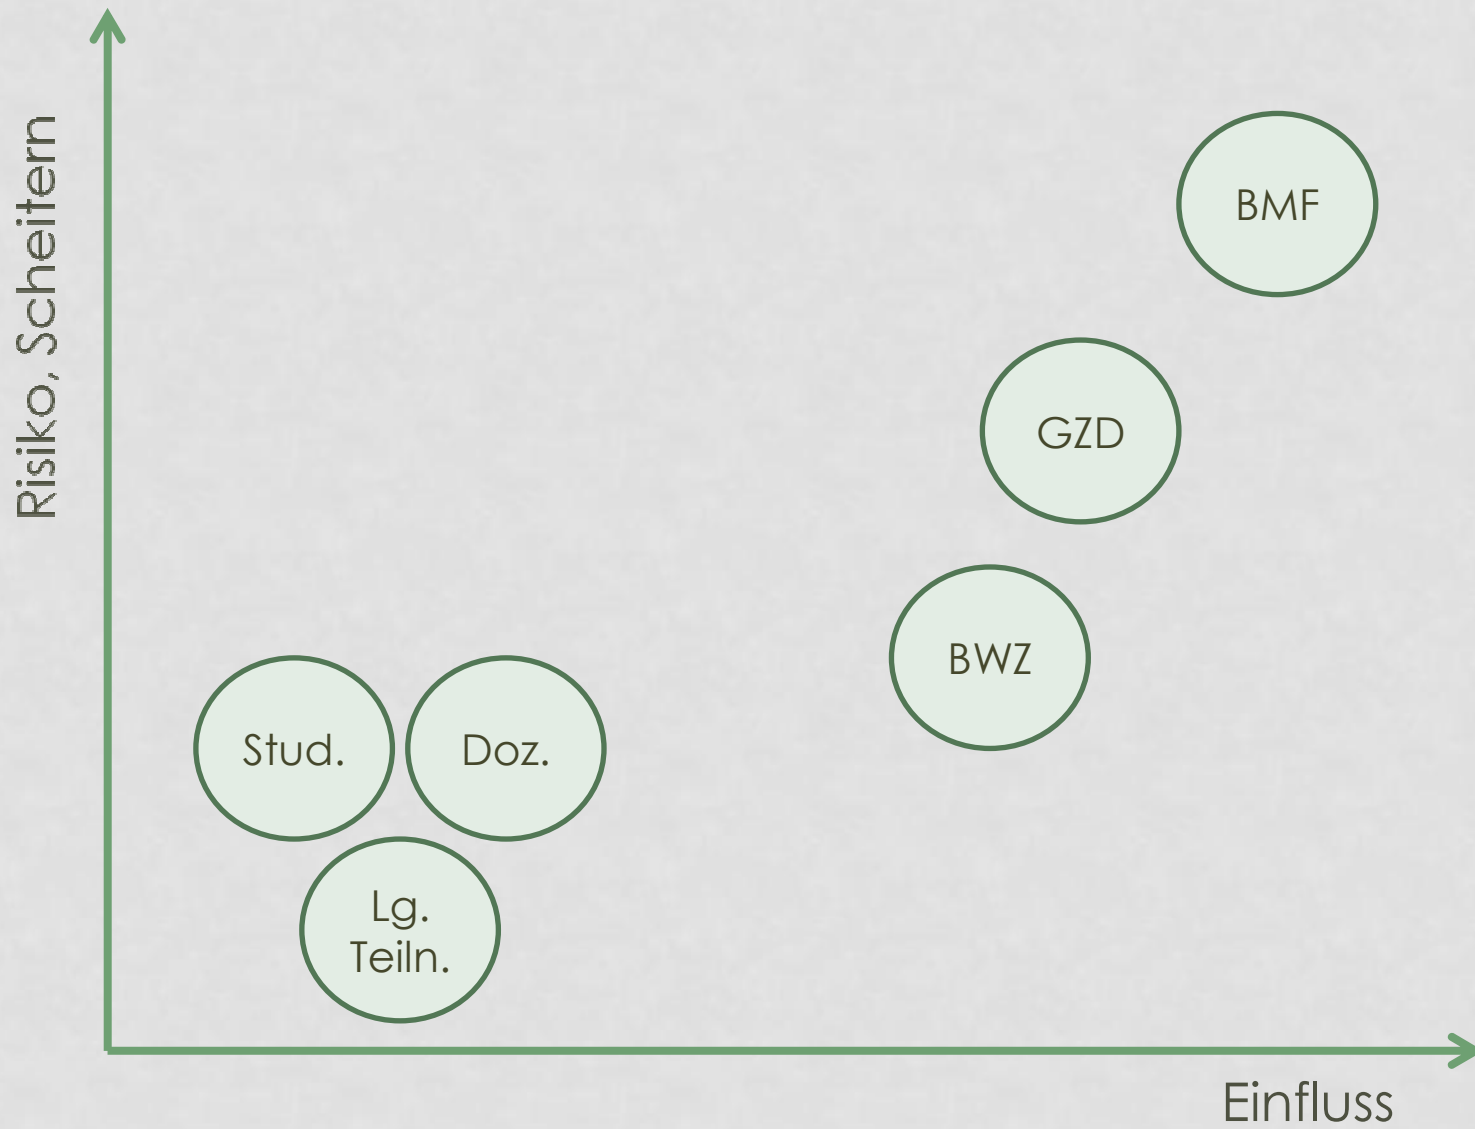 Risiko, Scheitern
BMF
GZD
BWZ
Stud.
Doz.
Lg.
Teiln.
Einfluss